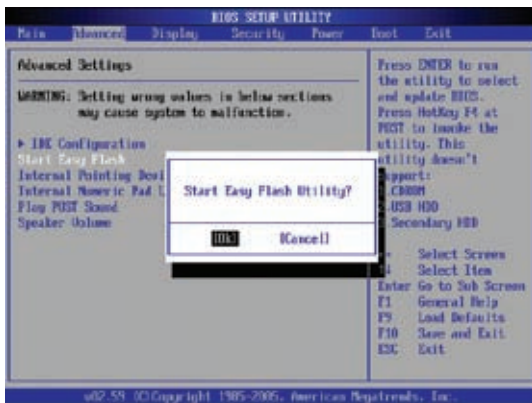 BIOS SETUP UTILITY
Main Advanced Display Security Power Boot Exit
Advanced Settings
WARNING: Setting wrong values in below sections
may cause system to malfunction.
▶ IDE Configuration
Start Easy Flash
Internal Pointing Devi
Internal Numeric Pad L
Play POST Sound
Speaker Volume
Start Easy Flash Utility?
[Ok] [Cancel]
Press ENTER to run
the utility to select
and update BIOS.
Press HotKey F4 at
POST to invoke the
utility. This
utility doesn't
pport:
.CDROM
.USB HDD
Secondary HDD
Select Screen
Select Item
Enter Go to Sub Screen
F1 General Help
F9 Load Defaults
F10 Save and Exit
ESC Exit
v02.59 (C)Copyright 1985-2005, American Megatrends, Inc.